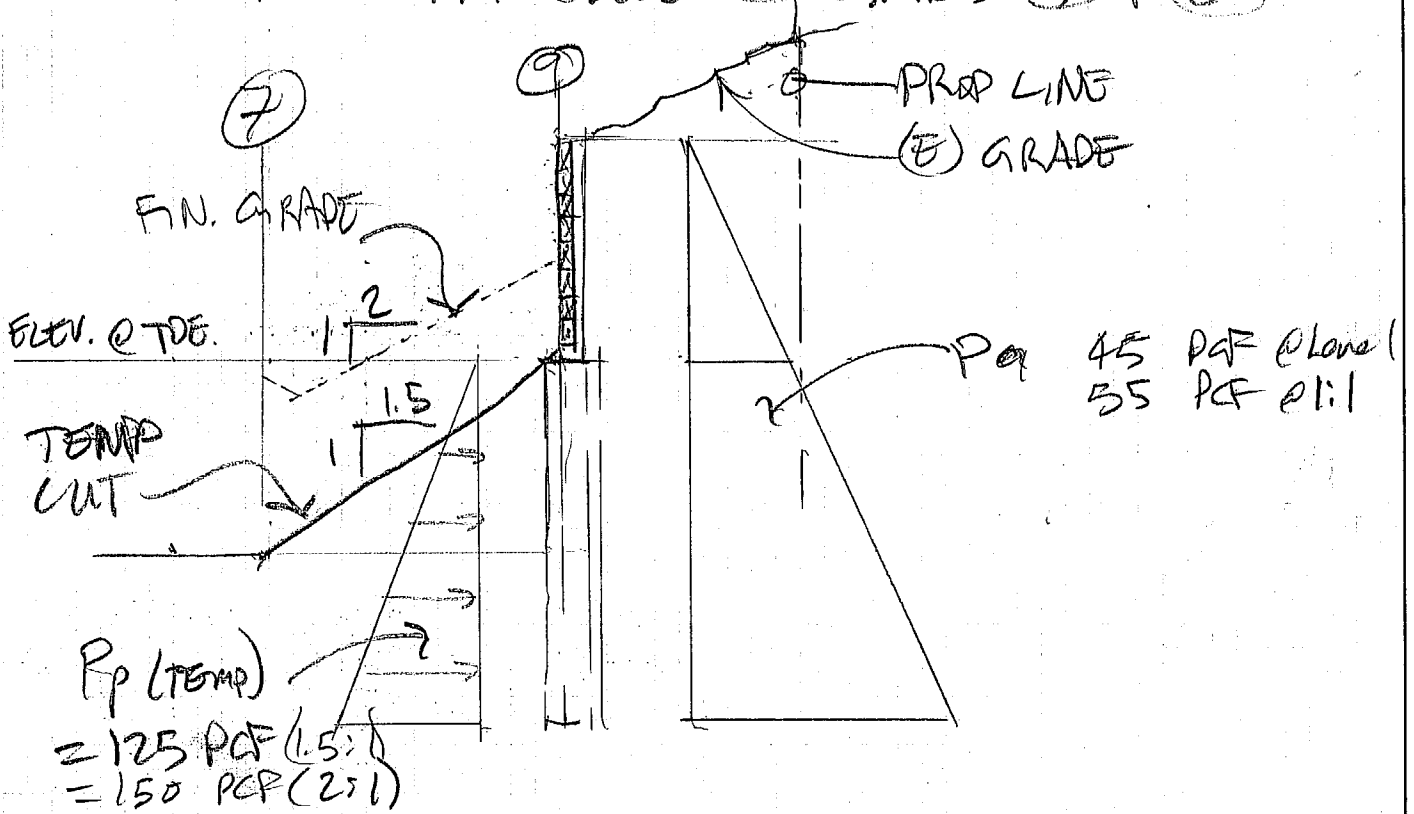 9
7
PROP LINE
(E) GRADE
FIN. GRADE
2
1
ELEV. @ TOE.
Pa 45 PCF @ Level
55 PCF @ 1:1
1.5
1
TEMP
CUT
Pp (TEMP)
= 125 PCF (1.5:1)
= 150 PCF (2:1)